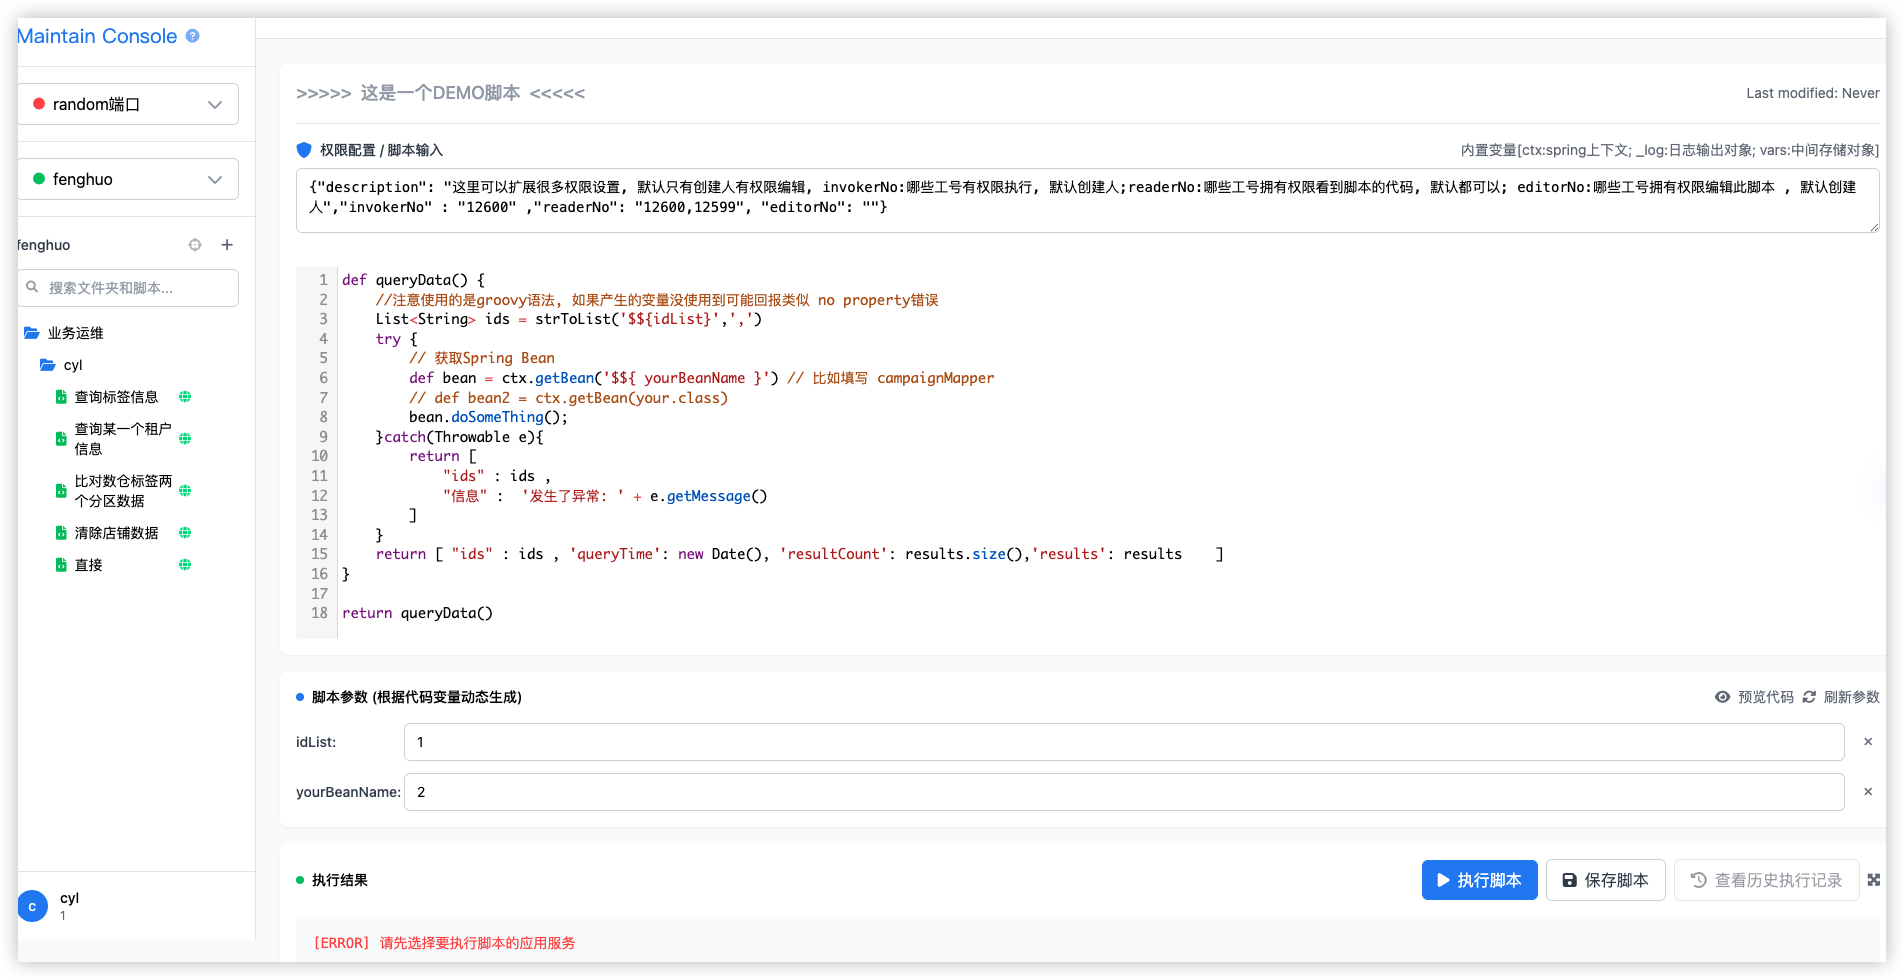 Maintain Console
random端口
fenghuo
fenghuo
搜索文件夹和脚本...
业务运维
cyl
查询标签信息
查询某一个租户
信息
比对数仓标签两
个分区数据
清除店铺数据
直接
cyl
1
>>>>> 这是一个DEMO脚本 <<<<<
Last modified: Never
权限配置 / 脚本输入
内置变量[ctx:spring上下文; _log:日志输出对象; vars:中间存储对象]
{"description": "这里可以扩展很多权限设置, 默认只有创建人有权限编辑, invokerNo:哪些工号有权限执行, 默认创建人;readerNo:哪些工号拥有权限看到脚本的代码, 默认都可以; editorNo:哪些工号拥有权限编辑此脚本 , 默认创建
人","invokerNo" : "12600" ,"readerNo": "12600,12599", "editorNo": ""}
1 def queryData() {
2     //注意使用的是groovy语法, 如果产生的变量没使用到可能回报类似 no property错误
3     List<String> ids = strToList('$${idList}',',')
4     try {
5         // 获取Spring Bean
6         def bean = ctx.getBean('$${ yourBeanName }') // 比如填写 campaignMapper
7         // def bean2 = ctx.getBean(your.class)
8         bean.doSomeThing();
9     }catch(Throwable e){
10         return [
11             "ids" : ids ,
12             "信息" :  '发生了异常: ' + e.getMessage()
13         ]
14     }
15     return [ "ids" : ids , 'queryTime': new Date(), 'resultCount': results.size(),'results': results    ]
16 }
17
18 return queryData()
脚本参数 (根据代码变量动态生成)
预览代码 刷新参数
idList: 1 ×
yourBeanName: 2 ×
执行结果
执行脚本 保存脚本 查看历史执行记录
[ERROR] 请先选择要执行脚本的应用服务